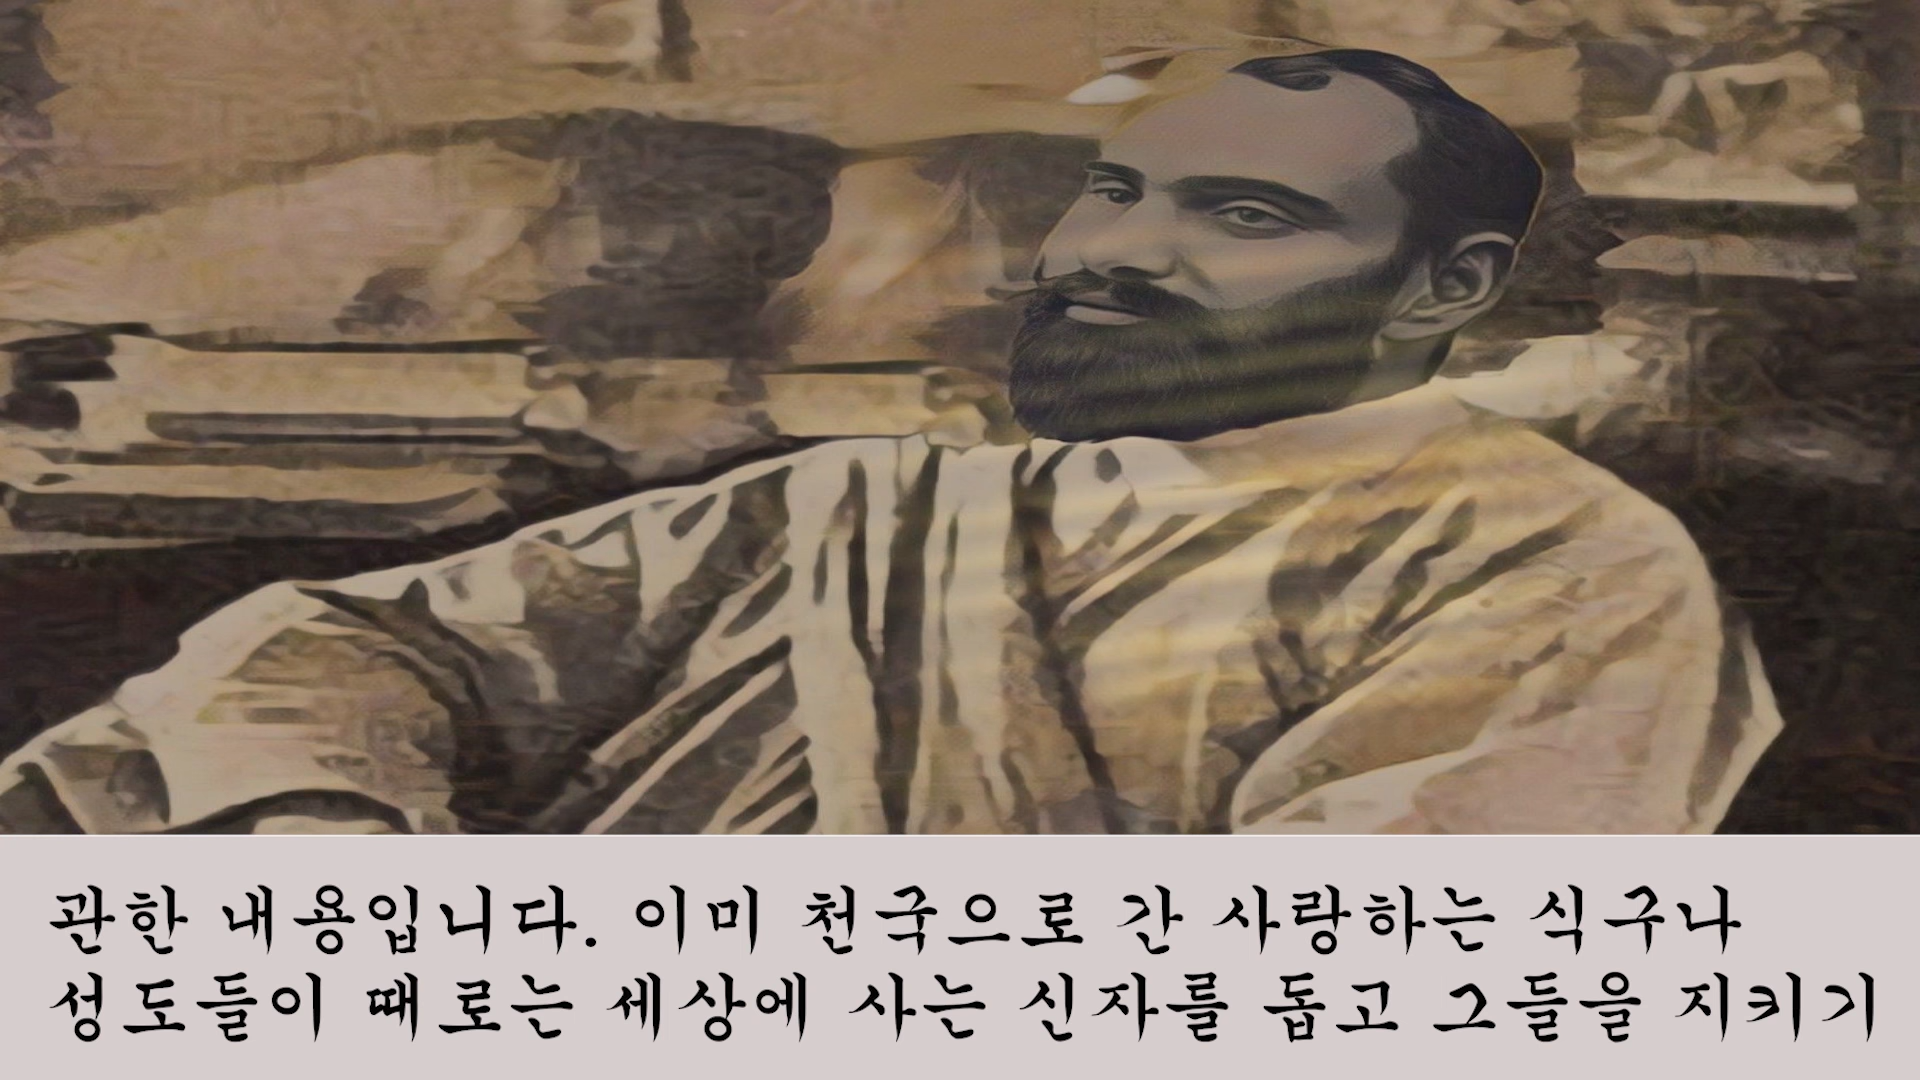 관한 내용입니다. 이미 천국으로 간 사랑하는 식구나
성도들이 때로는 세상에 사는 신자를 돕고 그들을 지키기